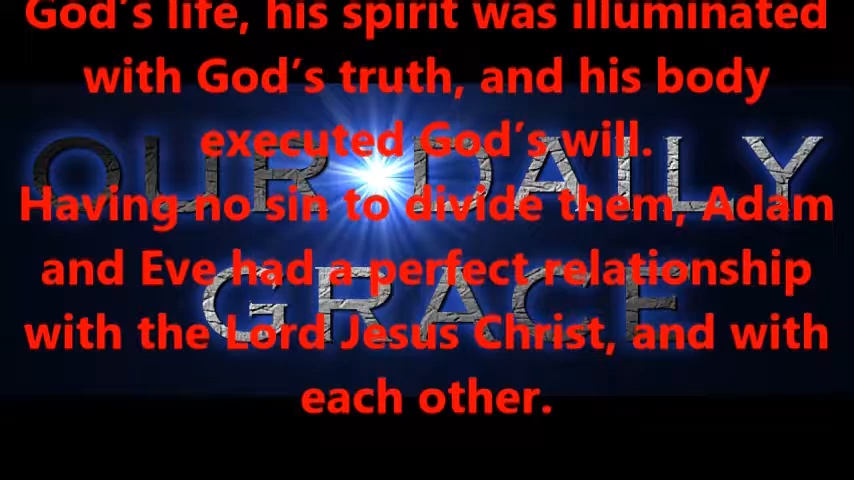 God’s life, his spirit was illuminated
with God’s truth, and his body
executed God’s will.
Having no sin to divide them, Adam
and Eve had a perfect relationship
with the Lord Jesus Christ, and with
each other.
OUR DAILY
GRACE